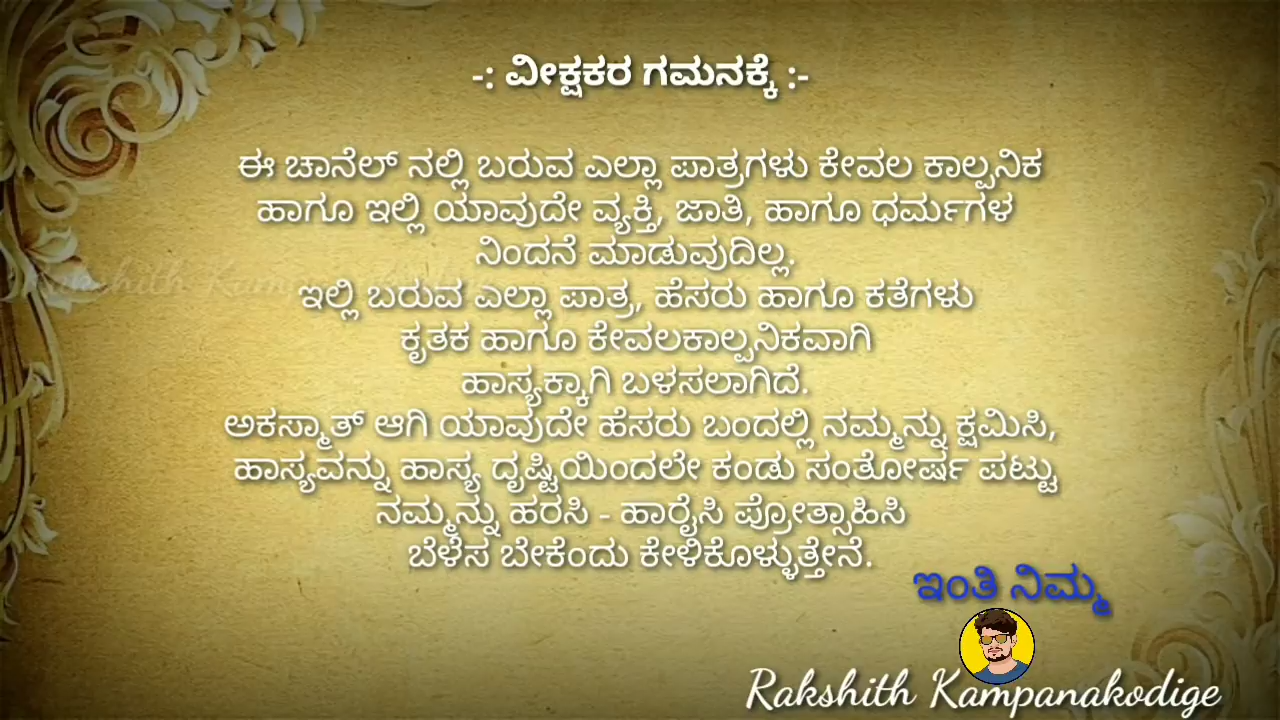 -: ವೀಕ್ಷಕರ ಗಮನಕ್ಕೆ :-
ಈ ಚಾನೆಲ್ ನಲ್ಲಿ ಬರುವ ಎಲ್ಲಾ ಪಾತ್ರಗಳು ಕೇವಲ ಕಾಲ್ಪನಿಕ
ಹಾಗೂ ಇಲ್ಲಿ ಯಾವುದೇ ವ್ಯಕ್ತಿ, ಜಾತಿ, ಹಾಗೂ ಧರ್ಮಗಳ
ನಿಂದನೆ ಮಾಡುವುದಿಲ್ಲ.
Rakshith Kampanakodige
ಇಲ್ಲಿ ಬರುವ ಎಲ್ಲಾ ಪಾತ್ರ, ಹೆಸರು ಹಾಗೂ ಕತೆಗಳು
ಕೃತಕ ಹಾಗೂ ಕೇವಲಕಾಲ್ಪನಿಕವಾಗಿ
ಹಾಸ್ಯಕ್ಕಾಗಿ ಬಳಸಲಾಗಿದೆ.
ಅಕಸ್ಮಾತ್ ಆಗಿ ಯಾವುದೇ ಹೆಸರು ಬಂದಲ್ಲಿ ನಮ್ಮನ್ನು ಕ್ಷಮಿಸಿ,
ಹಾಸ್ಯವನ್ನು ಹಾಸ್ಯ ದೃಷ್ಟಿಯಿಂದಲೇ ಕಂಡು ಸಂತೋರ್ಷ ಪಟ್ಟು
ನಮ್ಮನ್ನು ಹರಸಿ - ಹಾರೈಸಿ ಪ್ರೋತ್ಸಾಹಿಸಿ
ಬೆಳೆಸ ಬೇಕೆಂದು ಕೇಳಿಕೊಳ್ಳುತ್ತೇನೆ.
ಇಂತಿ ನಿಮ್ಮ
Rakshith Kampanakodige